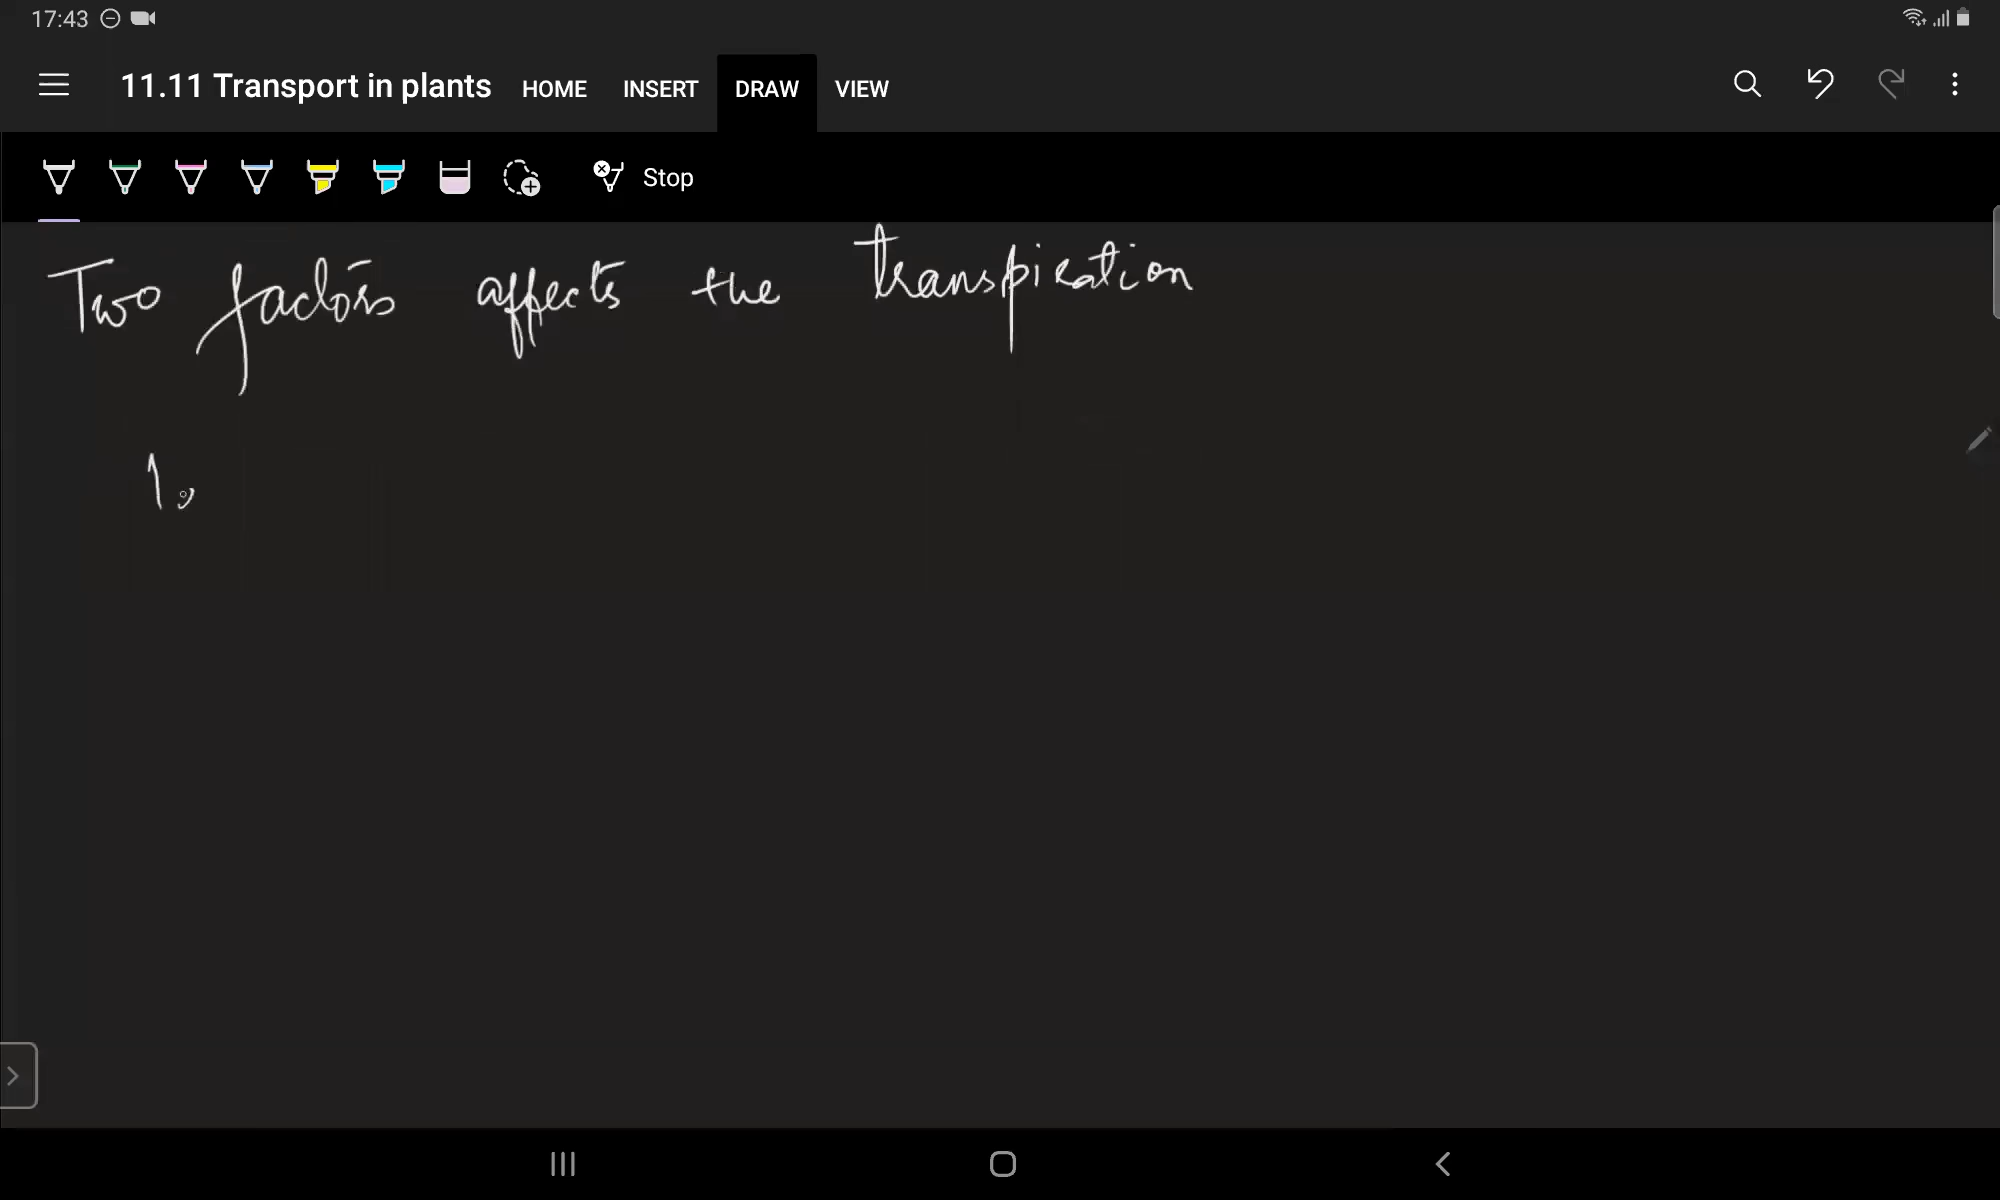 17:43
11.11 Transport in plants HOME INSERT DRAW VIEW
Stop
Two factors affects the transpiration
1.